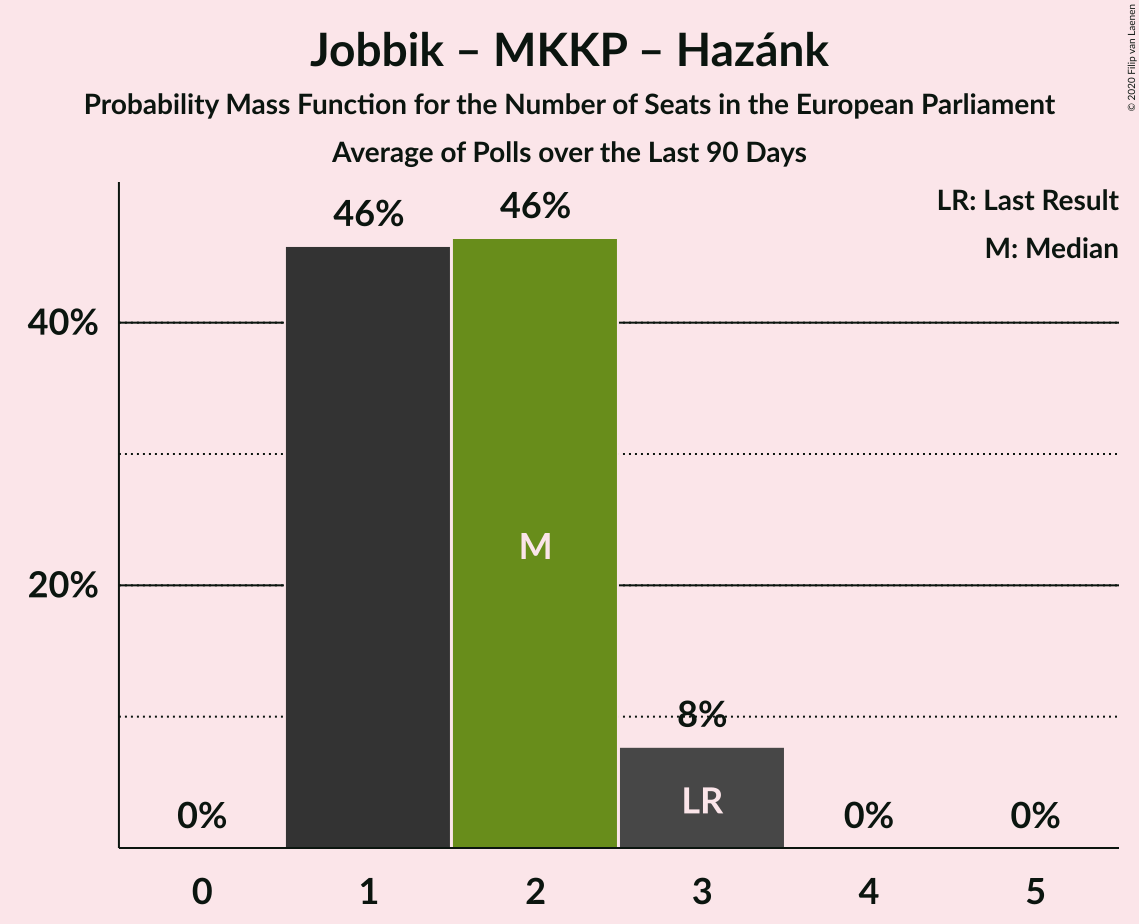 Jobbik – MKKP – Hazánk
Probability Mass Function for the Number of Seats in the European Parliament
Average of Polls over the Last 90 Days
© 2020 Filip van Laenen
LR: Last Result
M: Median
46%
46%
40%
M
20%
8%
LR
0%
0%
0%
0
1
2
3
4
5